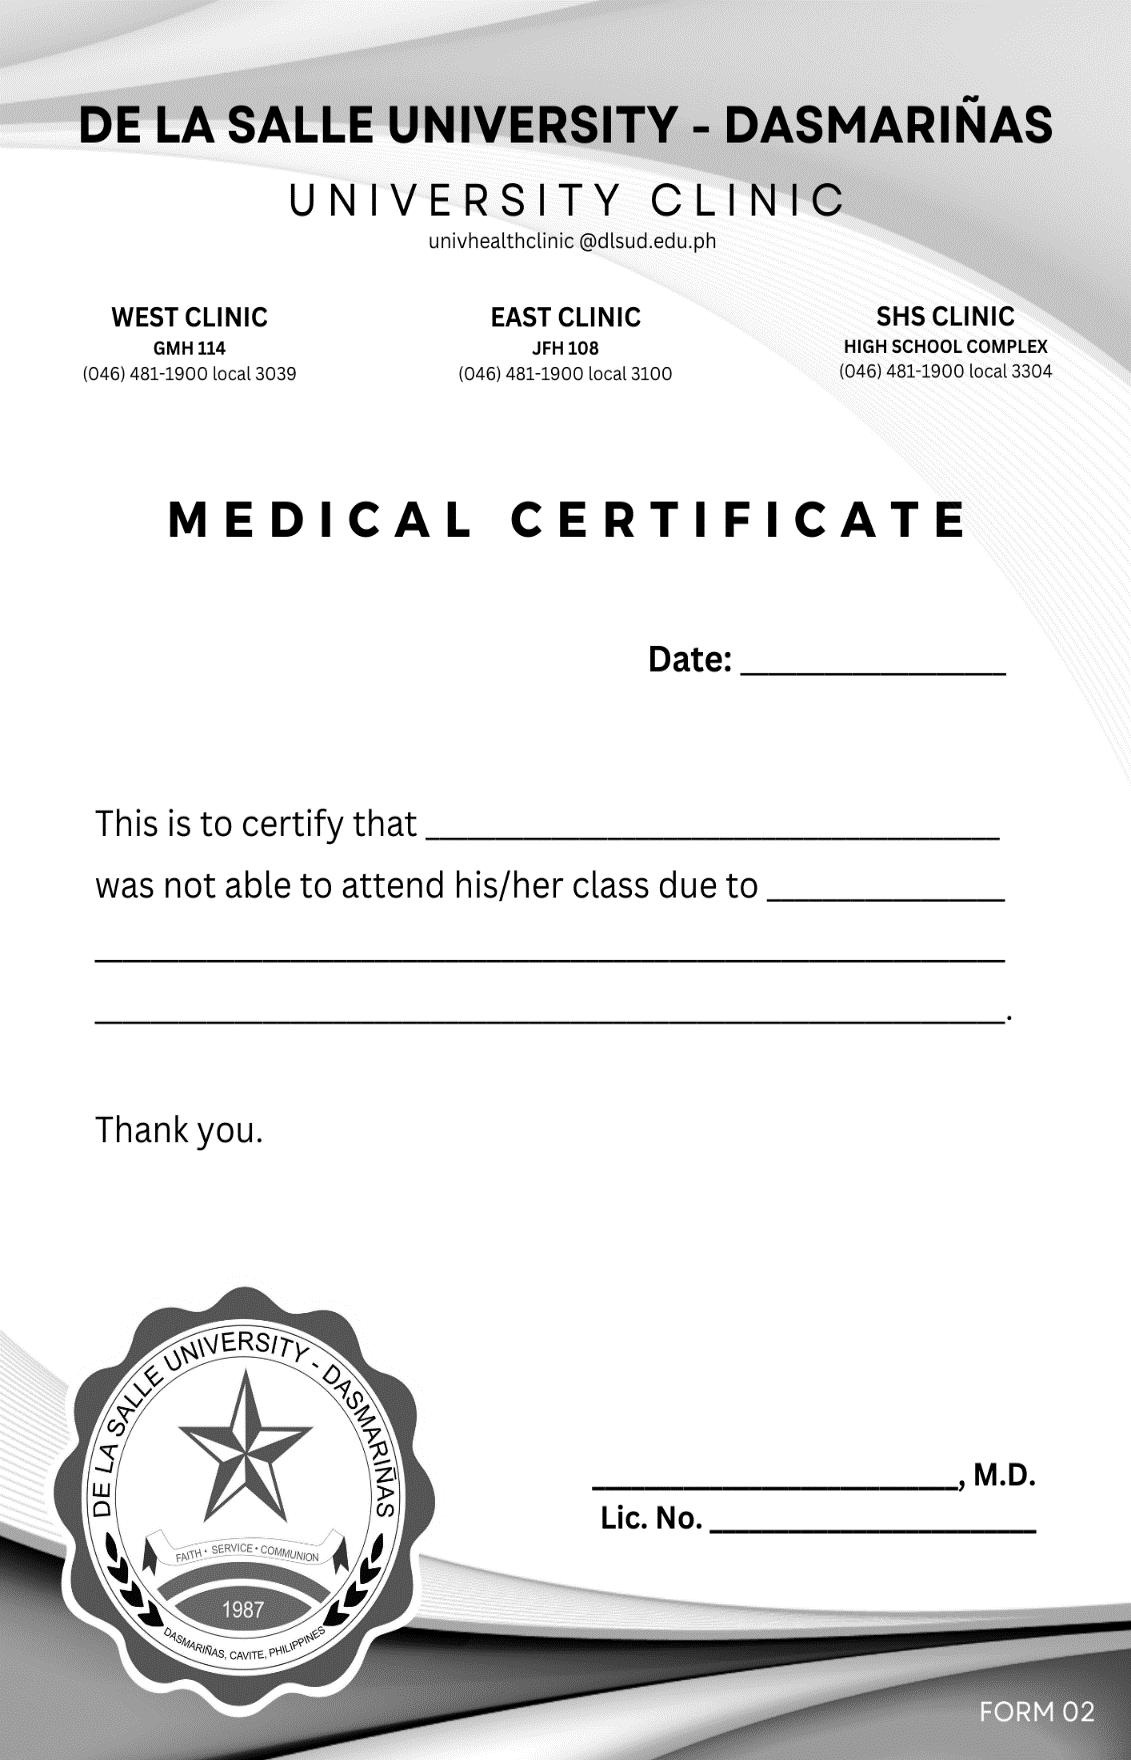 DE LA SALLE UNIVERSITY - DASMARIÑAS
UNIVERSITY CLINIC
univhealthclinic @dlsud.edu.ph
WEST CLINIC
GMH 114
(046) 481-1900 local 3039
EAST CLINIC
JFH 108
(046) 481-1900 local 3100
SHS CLINIC
HIGH SCHOOL COMPLEX
(046) 481-1900 local 3304
MEDICAL CERTIFICATE
Date: _______________
This is to certify that ______________________________
was not able to attend his/her class due to _____________
__________________________________________________
__________________________________________________.
Thank you.
____________________, M.D.
Lic. No. __________________
DE LA SALLE UNIVERSITY - DASMARIÑAS
FAITH • SERVICE • COMMUNION
1987
DASMARIÑAS, CAVITE, PHILIPPINES
FORM 02